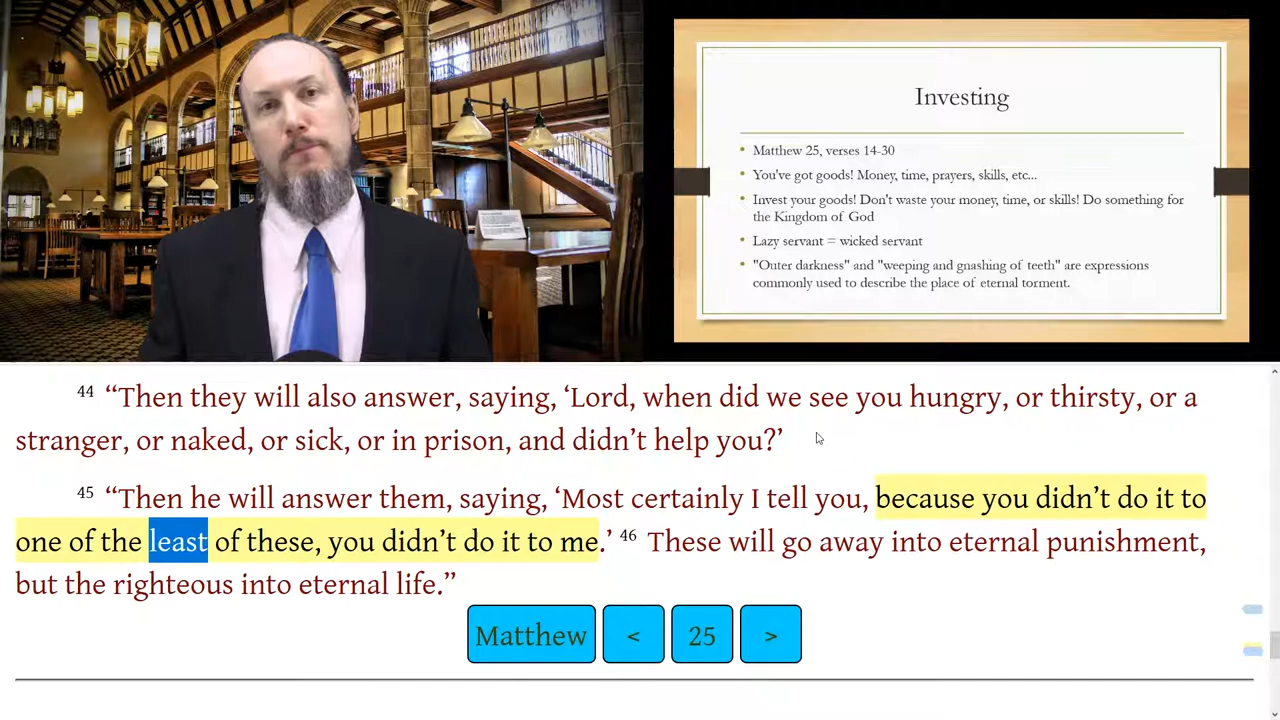 Investing
• Matthew 25, verses 14-30
• You've got goods! Money, time, prayers, skills, etc...
• Invest your goods! Don't waste your money, time, or skills! Do something for
the Kingdom of God
• Lazy servant = wicked servant
• "Outer darkness" and "weeping and gnashing of teeth" are expressions
commonly used to describe the place of eternal torment.
44 “Then they will also answer, saying, ‘Lord, when did we see you hungry, or thirsty, or a
stranger, or naked, or sick, or in prison, and didn’t help you?’
45 “Then he will answer them, saying, ‘Most certainly I tell you, because you didn’t do it to
one of the least of these, you didn’t do it to me.’ 46 These will go away into eternal punishment,
but the righteous into eternal life.”
Matthew < 25 >